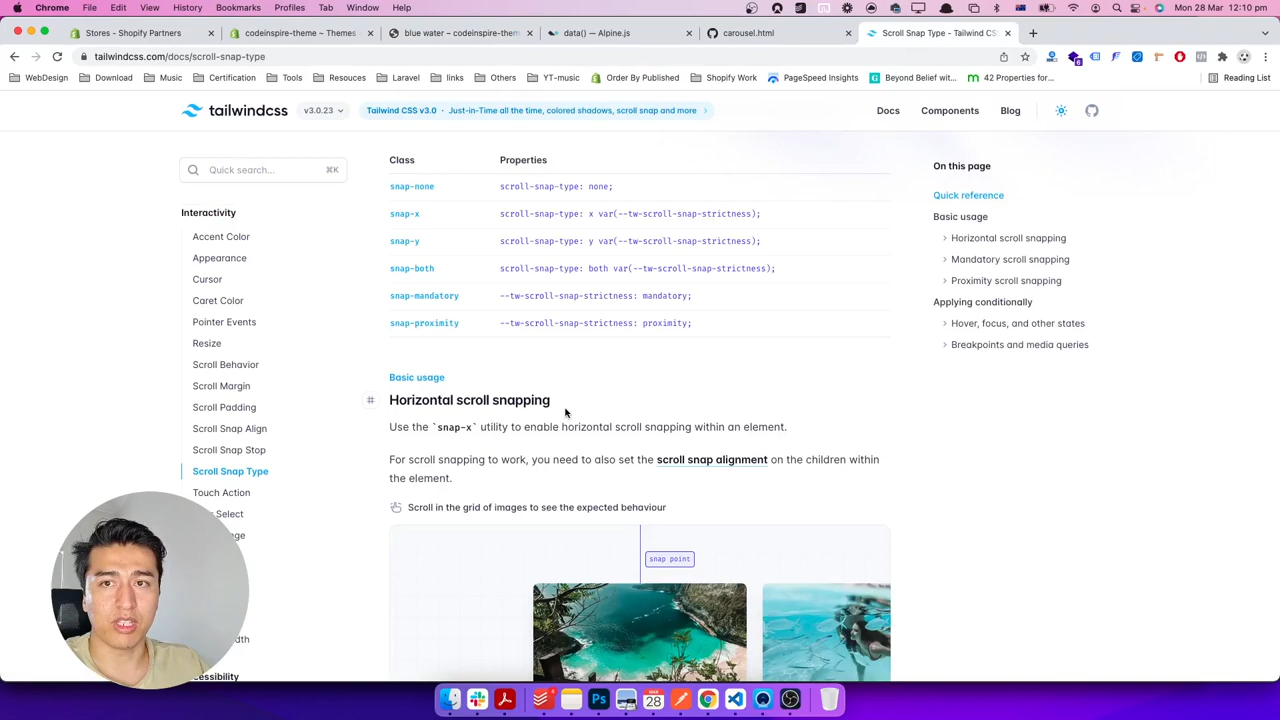 Chrome File Edit View History Bookmarks Profiles Tab Window Help
Mon 28 Mar 12:10 pm
Stores - Shopify Partners
codeinspire-theme ~ Themes
blue water – codeinspire-them
data() — Alpine.js
carousel.html
Scroll Snap Type - Tailwind CS
tailwindcss.com/docs/scroll-snap-type
WebDesign
Download
Music
Certification
Tools
Resouces
Laravel
links
Others
YT-music
Order By Published
Shopify Work
PageSpeed Insights
Beyond Belief wit...
42 Properties for...
Reading List
tailwindcss
v3.0.23
Tailwind CSS v3.0 · Just-in-Time all the time, colored shadows, scroll snap and more
Docs
Components
Blog
Quick search...
⌘K
Interactivity
Accent Color
Appearance
Cursor
Caret Color
Pointer Events
Resize
Scroll Behavior
Scroll Margin
Scroll Padding
Scroll Snap Align
Scroll Snap Stop
Scroll Snap Type
Touch Action
Select
Class Properties
snap-none scroll-snap-type: none;
snap-x scroll-snap-type: x var(--tw-scroll-snap-strictness);
snap-y scroll-snap-type: y var(--tw-scroll-snap-strictness);
snap-both scroll-snap-type: both var(--tw-scroll-snap-strictness);
snap-mandatory --tw-scroll-snap-strictness: mandatory;
snap-proximity --tw-scroll-snap-strictness: proximity;
Basic usage
# Horizontal scroll snapping
Use the `snap-x` utility to enable horizontal scroll snapping within an element.
For scroll snapping to work, you need to also set the scroll snap alignment on the children within
the element.
Scroll in the grid of images to see the expected behaviour
snap point
On this page
Quick reference
Basic usage
Horizontal scroll snapping
Mandatory scroll snapping
Proximity scroll snapping
Applying conditionally
Hover, focus, and other states
Breakpoints and media queries